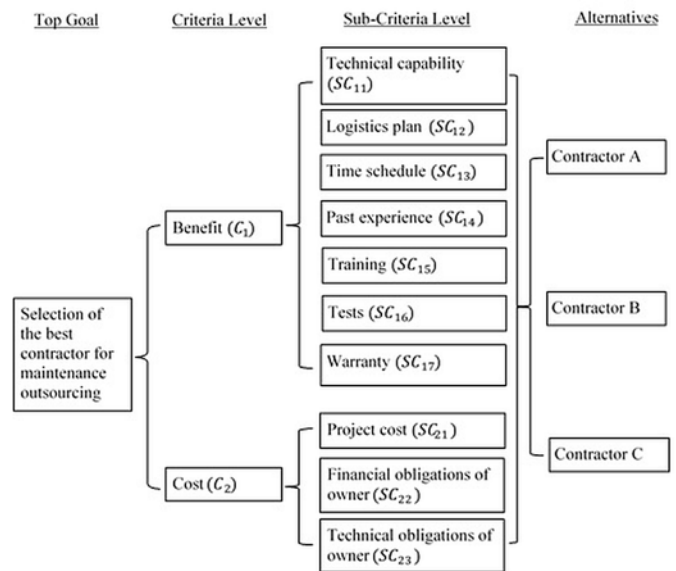 Top Goal
Criteria Level
Sub-Criteria Level
Alternatives
Technical capability
(SC₁₁)
Logistics plan (SC₁₂)
Time schedule (SC₁₃)
Past experience (SC₁₄)
Training (SC₁₅)
Tests (SC₁₆)
Warranty (SC₁₇)
Benefit (C₁)
Selection of
the best
contractor for
maintenance
outsourcing
Cost (C₂)
Project cost (SC₂₁)
Financial obligations of
owner (SC₂₂)
Technical obligations of
owner (SC₂₃)
Contractor A
Contractor B
Contractor C